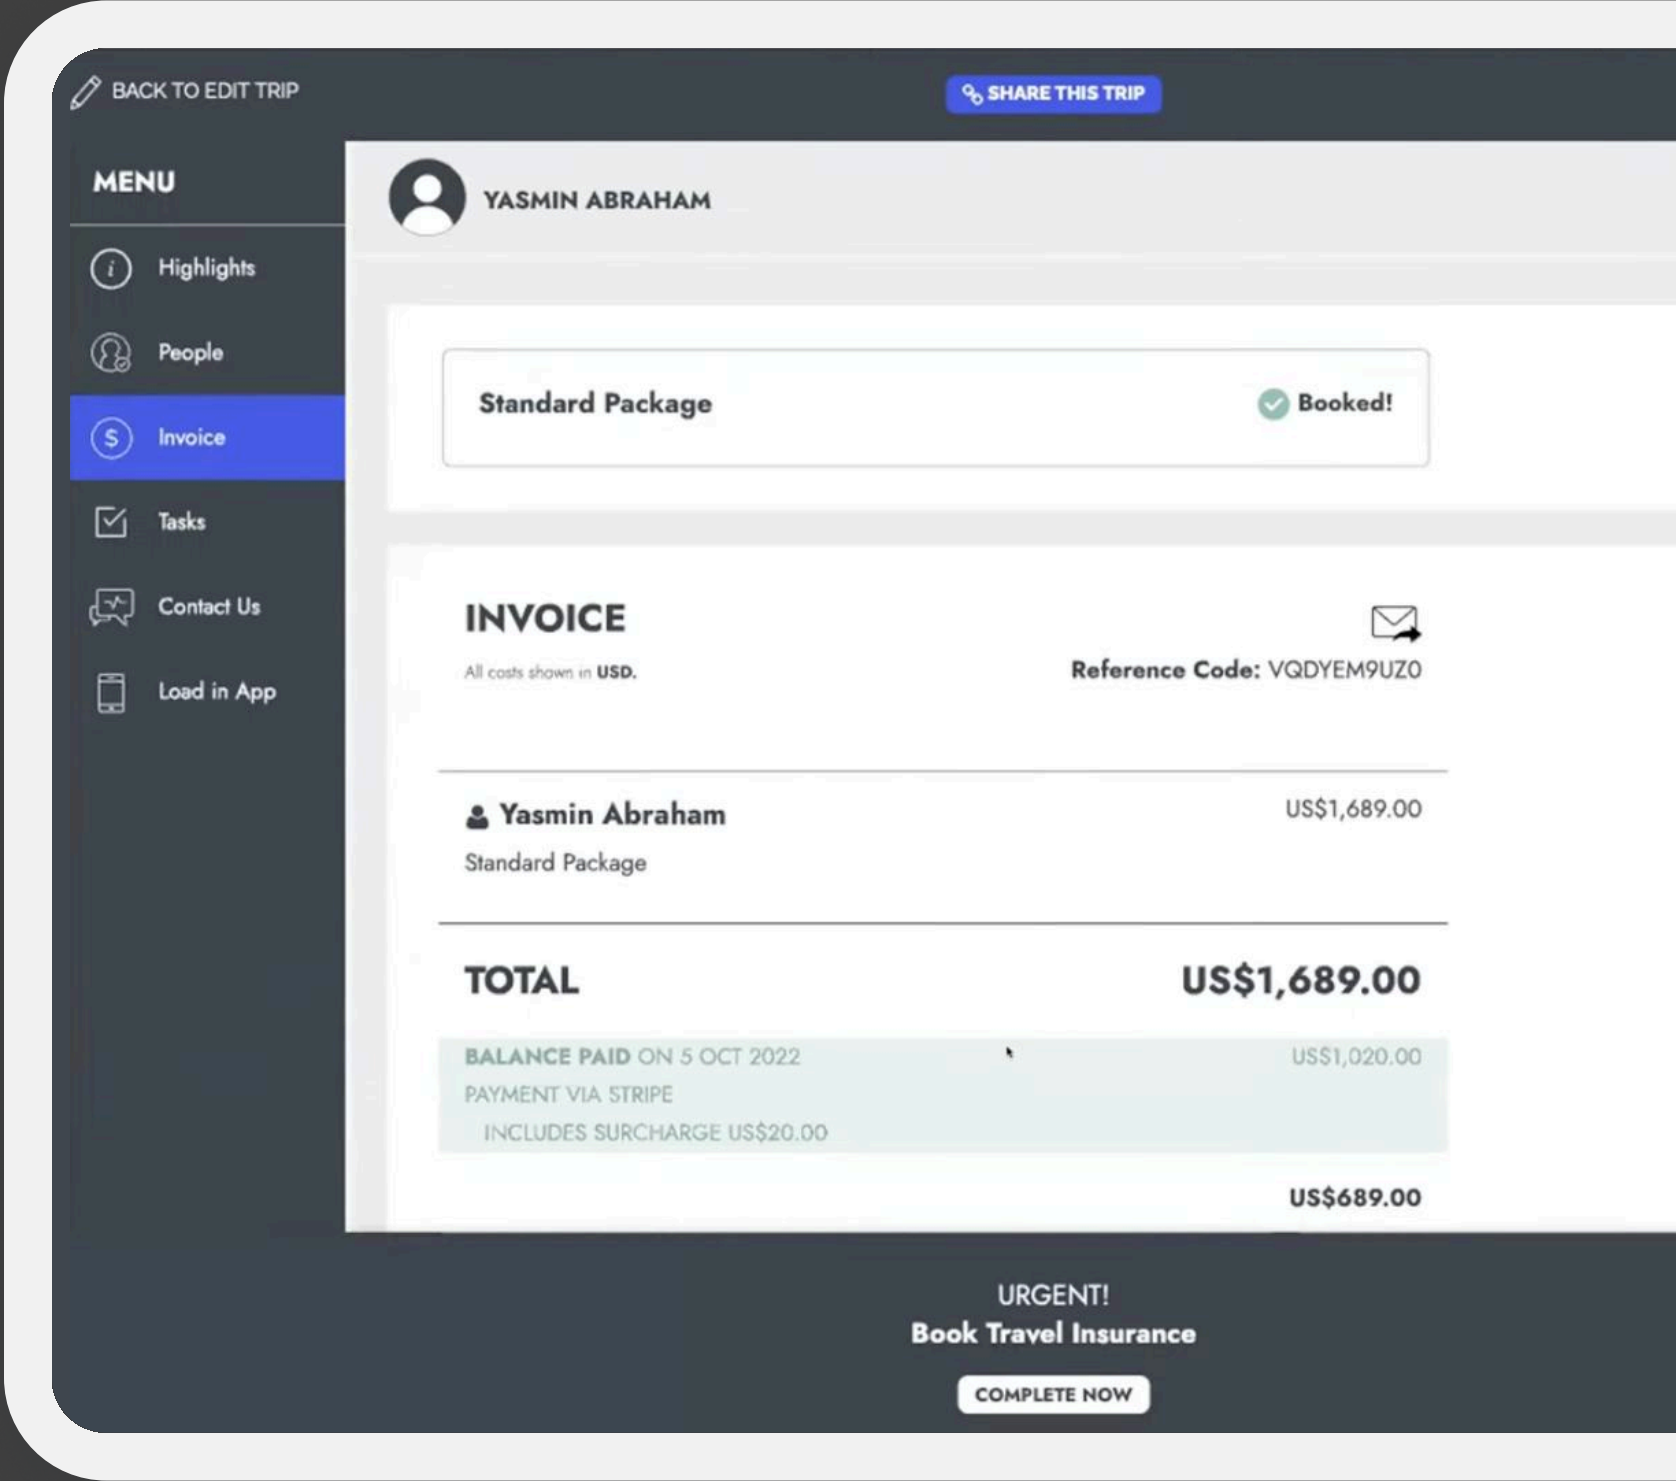 BACK TO EDIT TRIP
SHARE THIS TRIP
MENU
Highlights
People
Invoice
Tasks
Contact Us
Load in App
YASMIN ABRAHAM
Standard Package
Booked!
INVOICE
All costs shown in USD.
Reference Code: VQDYEM9UZ0
Yasmin Abraham
US$1,689.00
Standard Package
TOTAL
US$1,689.00
BALANCE PAID ON 5 OCT 2022
US$1,020.00
PAYMENT VIA STRIPE
INCLUDES SURCHARGE US$20.00
US$689.00
URGENT!
Book Travel Insurance
COMPLETE NOW